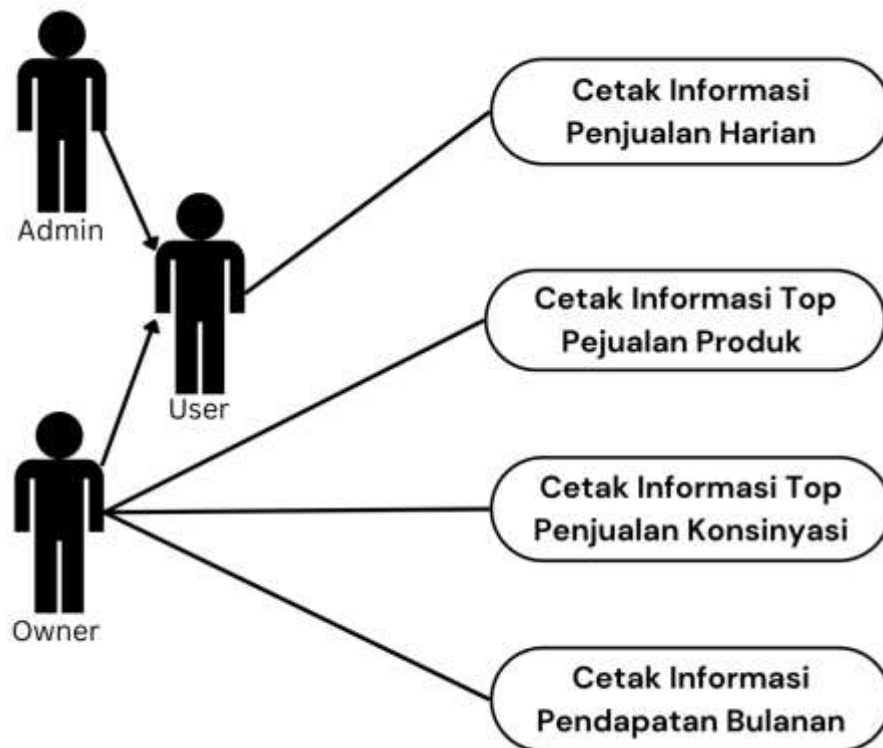 Admin
User
Owner
Cetak Informasi
Penjualan Harian
Cetak Informasi Top
Pejualan Produk
Cetak Informasi Top
Penjualan Konsinyasi
Cetak Informasi
Pendapatan Bulanan